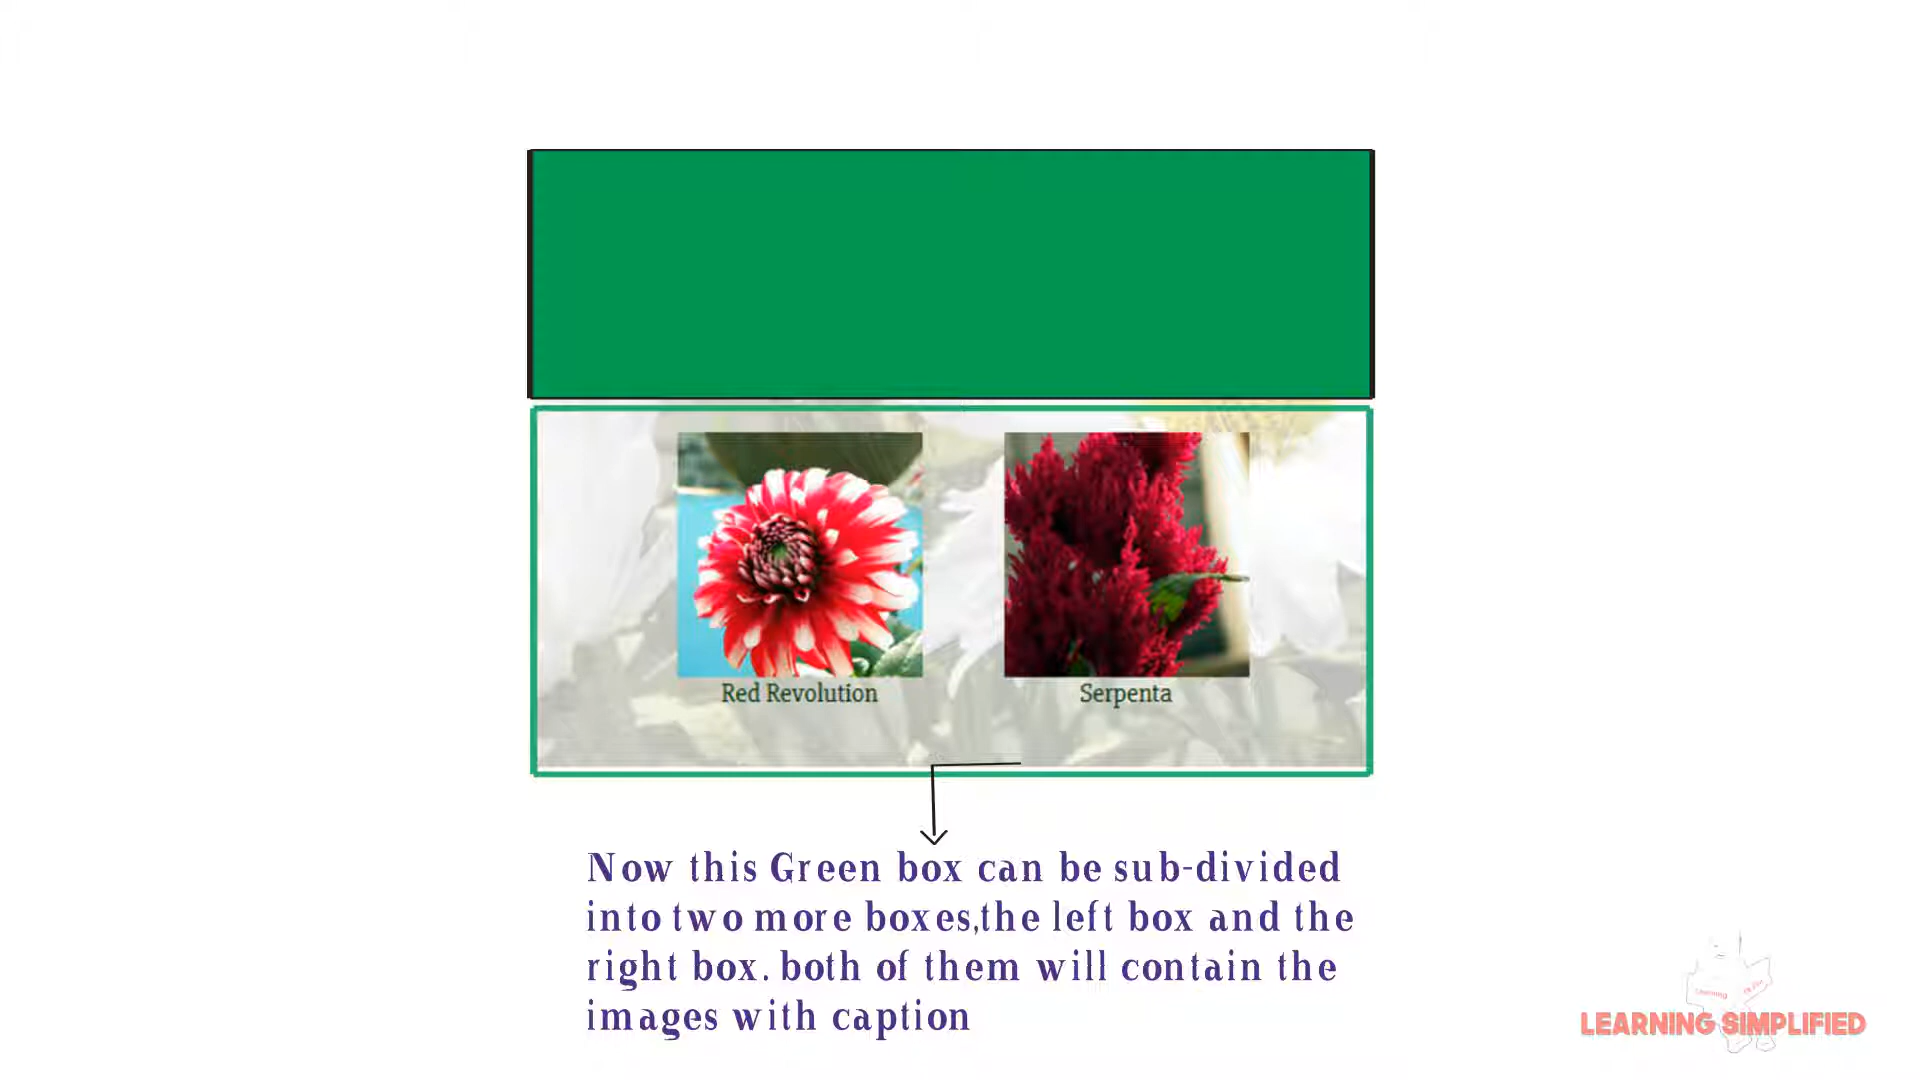 Red Revolution
Serpenta
Now this Green box can be sub-divided
into two more boxes,the left box and the
right box. both of them will contain the
images with caption
LEARNING SIMPLIFIED